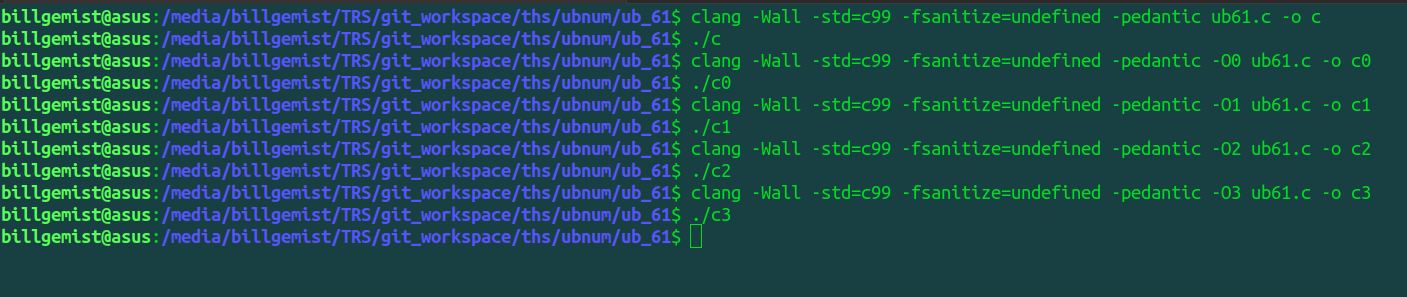 billgemist@asus:/media/billgemist/TRS/git_workspace/ths/ubnum/ub_61$ clang -Wall -std=c99 -fsanitize=undefined -pedantic ub61.c -o c
billgemist@asus:/media/billgemist/TRS/git_workspace/ths/ubnum/ub_61$ ./c
billgemist@asus:/media/billgemist/TRS/git_workspace/ths/ubnum/ub_61$ clang -Wall -std=c99 -fsanitize=undefined -pedantic -O0 ub61.c -o c0
billgemist@asus:/media/billgemist/TRS/git_workspace/ths/ubnum/ub_61$ ./c0
billgemist@asus:/media/billgemist/TRS/git_workspace/ths/ubnum/ub_61$ clang -Wall -std=c99 -fsanitize=undefined -pedantic -O1 ub61.c -o c1
billgemist@asus:/media/billgemist/TRS/git_workspace/ths/ubnum/ub_61$ ./c1
billgemist@asus:/media/billgemist/TRS/git_workspace/ths/ubnum/ub_61$ clang -Wall -std=c99 -fsanitize=undefined -pedantic -O2 ub61.c -o c2
billgemist@asus:/media/billgemist/TRS/git_workspace/ths/ubnum/ub_61$ ./c2
billgemist@asus:/media/billgemist/TRS/git_workspace/ths/ubnum/ub_61$ clang -Wall -std=c99 -fsanitize=undefined -pedantic -O3 ub61.c -o c3
billgemist@asus:/media/billgemist/TRS/git_workspace/ths/ubnum/ub_61$ ./c3
billgemist@asus:/media/billgemist/TRS/git_workspace/ths/ubnum/ub_61$